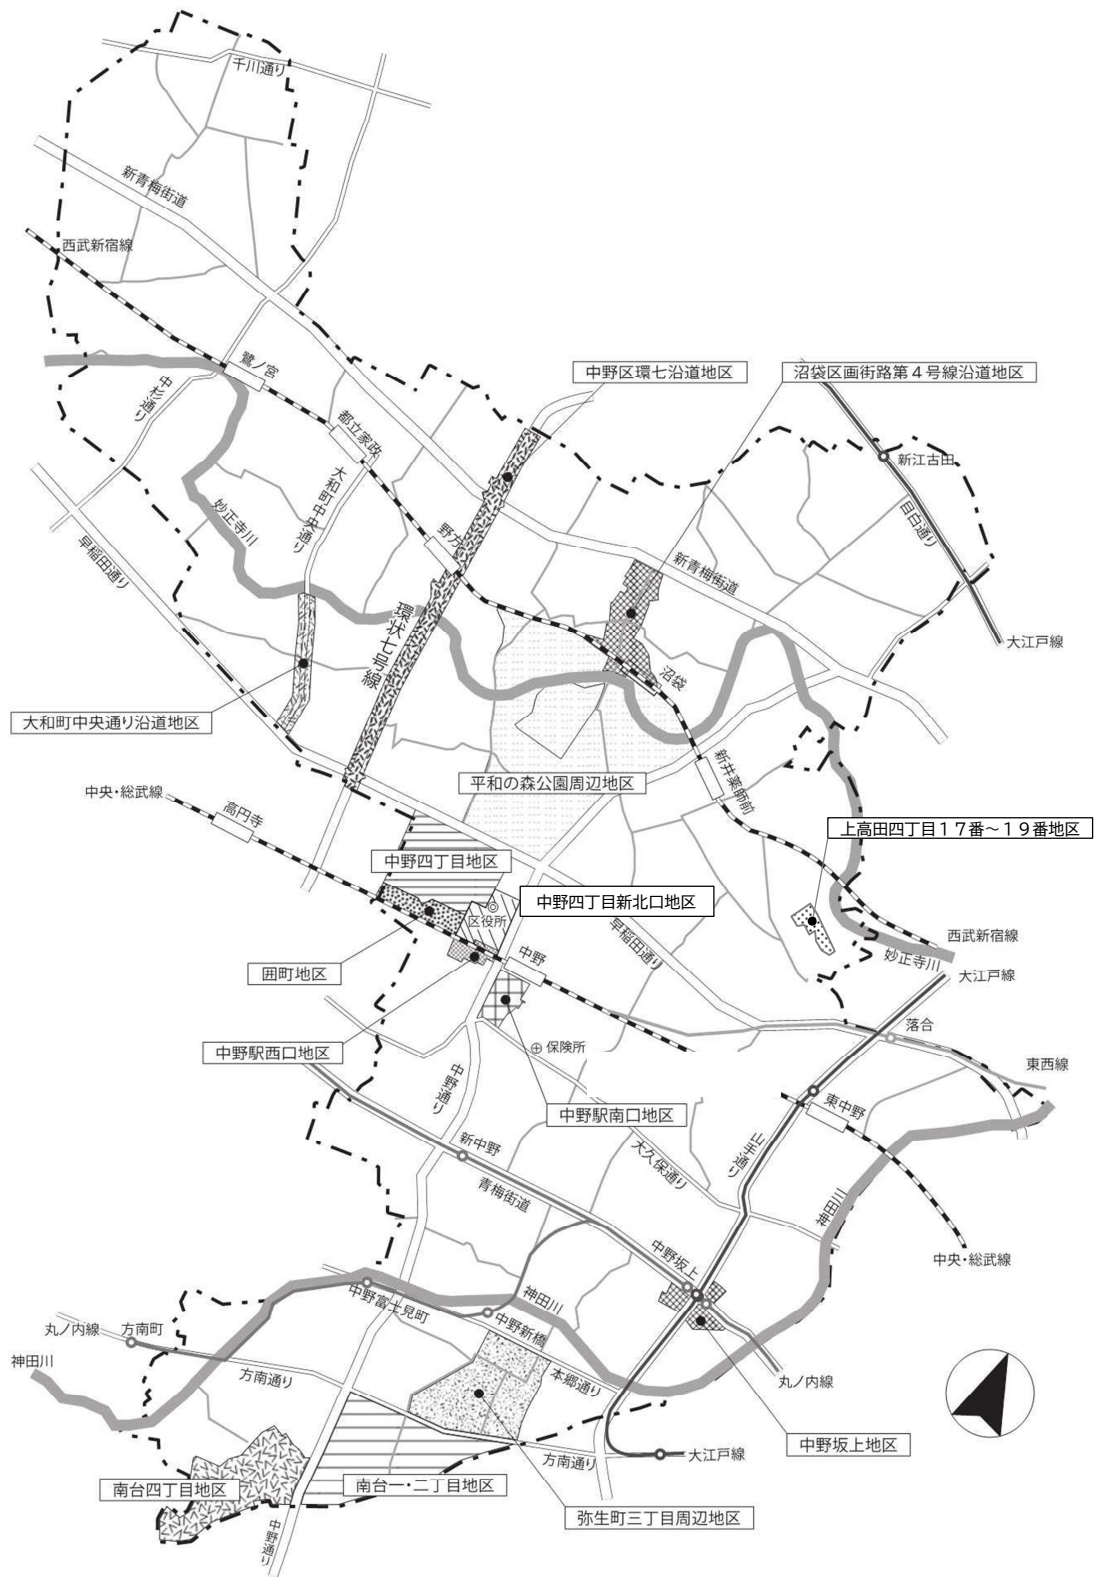 千川通り
新青梅街道
西武新宿線
鷺ノ宮
中杉通り
中野区環七沿道地区
沼袋区画街路第4号線沿道地区
都立家政
大和町中央通り
新江古田
目白通り
妙正寺川
早稲田通り
野方
新青梅街道
環状七号線
大江戸線
沼袋
大和町中央通り沿道地区
平和の森公園周辺地区
新井薬師前
中央・総武線
高円寺
上高田四丁目17番~19番地区
中野四丁目地区
中野四丁目新北口地区
区役所
早稲田通り
西武新宿線
妙正寺川
囲町地区
中野
大江戸線
落合
中野駅西口地区
保険所
東西線
中野通り
中野駅南口地区
東中野
新中野
大久保通り
山手通り
青梅街道
神田川
中野坂上
中央・総武線
中野富士見町
神田川
中野新橋
丸ノ内線
方南町
神田川
方南通り
本郷通り
丸ノ内線
中野坂上地区
方南通り
大江戸線
南台四丁目地区
南台一・二丁目地区
弥生町三丁目周辺地区
中野通り